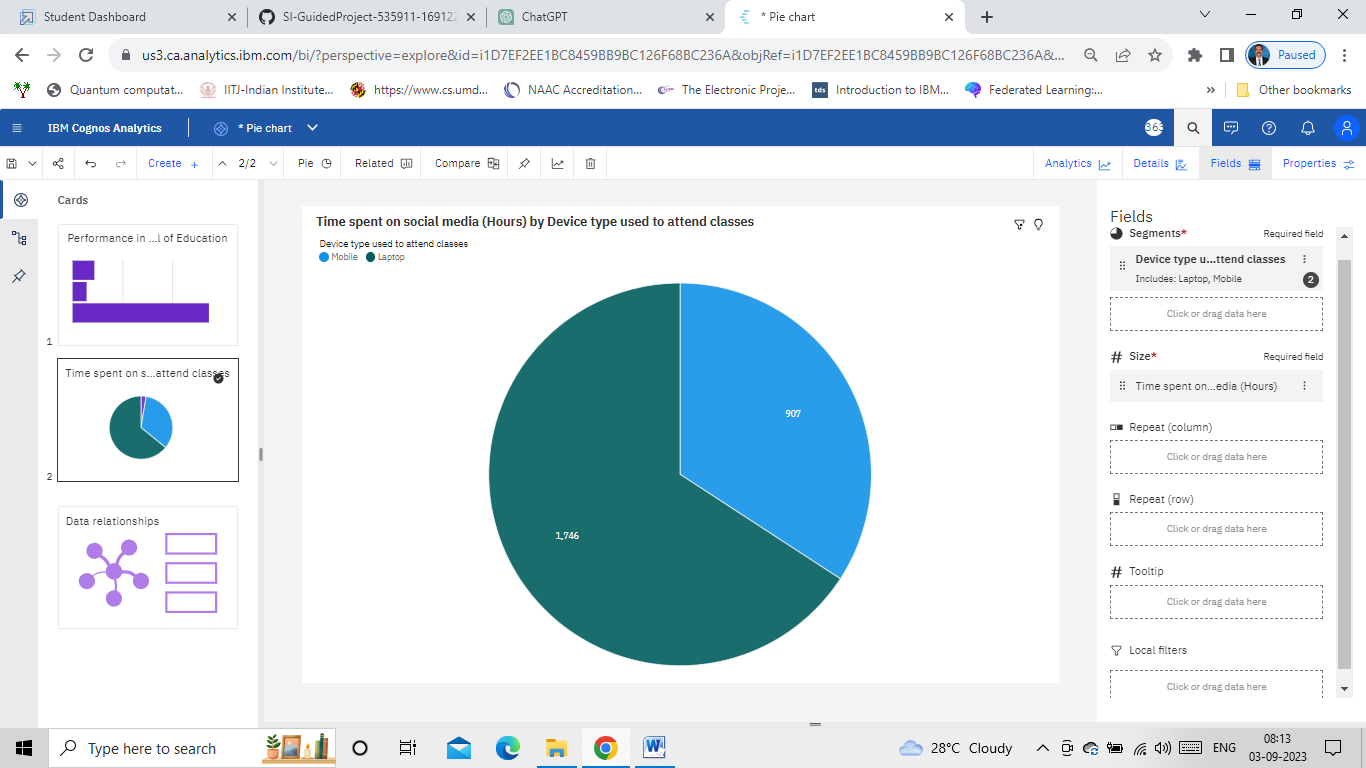 Student Dashboard
SI-GuidedProject-535911-169122
ChatGPT
* Pie chart
us3.ca.analytics.ibm.com/bi/?perspective=explore&id=i1D7EF2EE1BC8459BB9BC126F68BC236A&objRef=i1D7EF2EE1BC8459BB9BC126F68BC236A&...
Paused
Quantum computat...
IITJ-Indian Institute...
https://www.cs.umd...
NAAC Accreditation...
The Electronic Proje...
tds
Introduction to IBM...
Federated Learning:...
»
Other bookmarks
IBM Cognos Analytics
* Pie chart
363
Create +
2/2
Pie
Related
Compare
Analytics
Details
Fields
Properties
Cards
Performance in ...l of Education
1
Time spent on s...attend classes
2
Data relationships
Time spent on social media (Hours) by Device type used to attend classes
Device type used to attend classes
Mobile
Laptop
907
1,746
Fields
Segments*
Required field
Device type u...ttend classes
Includes: Laptop, Mobile
2
Click or drag data here
# Size*
Required field
Time spent on...edia (Hours)
Repeat (column)
Click or drag data here
Repeat (row)
Click or drag data here
# Tooltip
Click or drag data here
Local filters
Click or drag data here
Type here to search
28°C Cloudy
ENG
08:13
03-09-2023